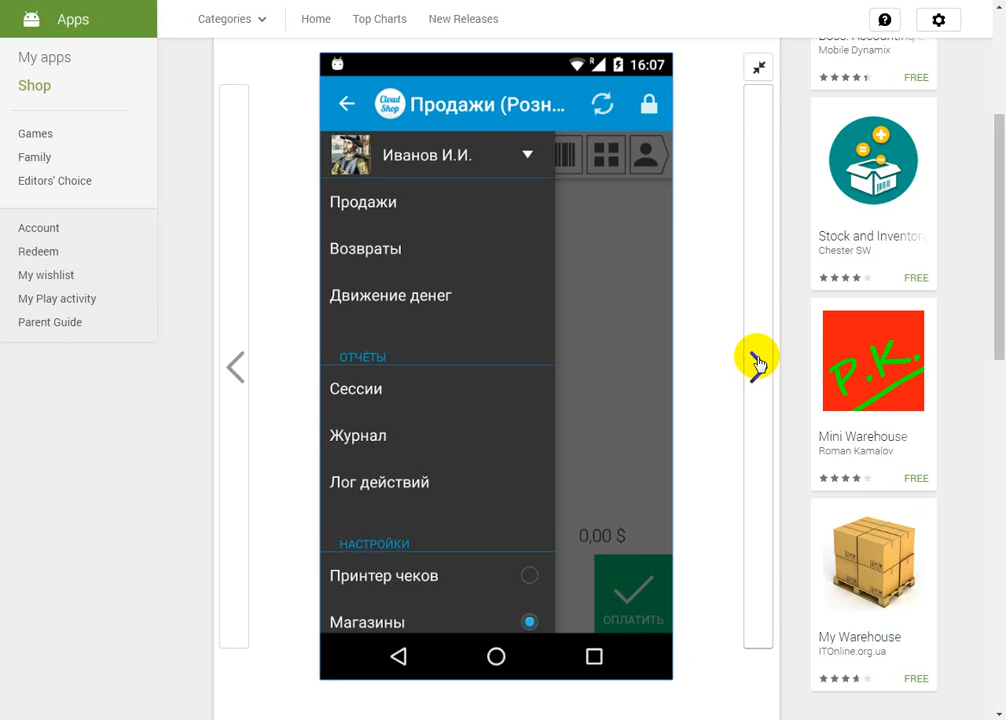 Apps
Categories
Home
Top Charts
New Releases
My apps
Shop
Games
Family
Editors' Choice
Account
Redeem
My wishlist
My Play activity
Parent Guide
R
16:07
Cloud
Shop
Продажи (Розн...
Иванов И.И.
Продажи
Возвраты
Движение денег
ОТЧЁТЫ
Сессии
Журнал
Лог действий
НАСТРОЙКИ
Принтер чеков
Магазины
0,00 $
ОПЛАТИТЬ
Mobile Dynamix
FREE
Stock and Inventor
Chester SW
FREE
P.K.
Mini Warehouse
Roman Kamalov
FREE
My Warehouse
ITOnline.org.ua
FREE